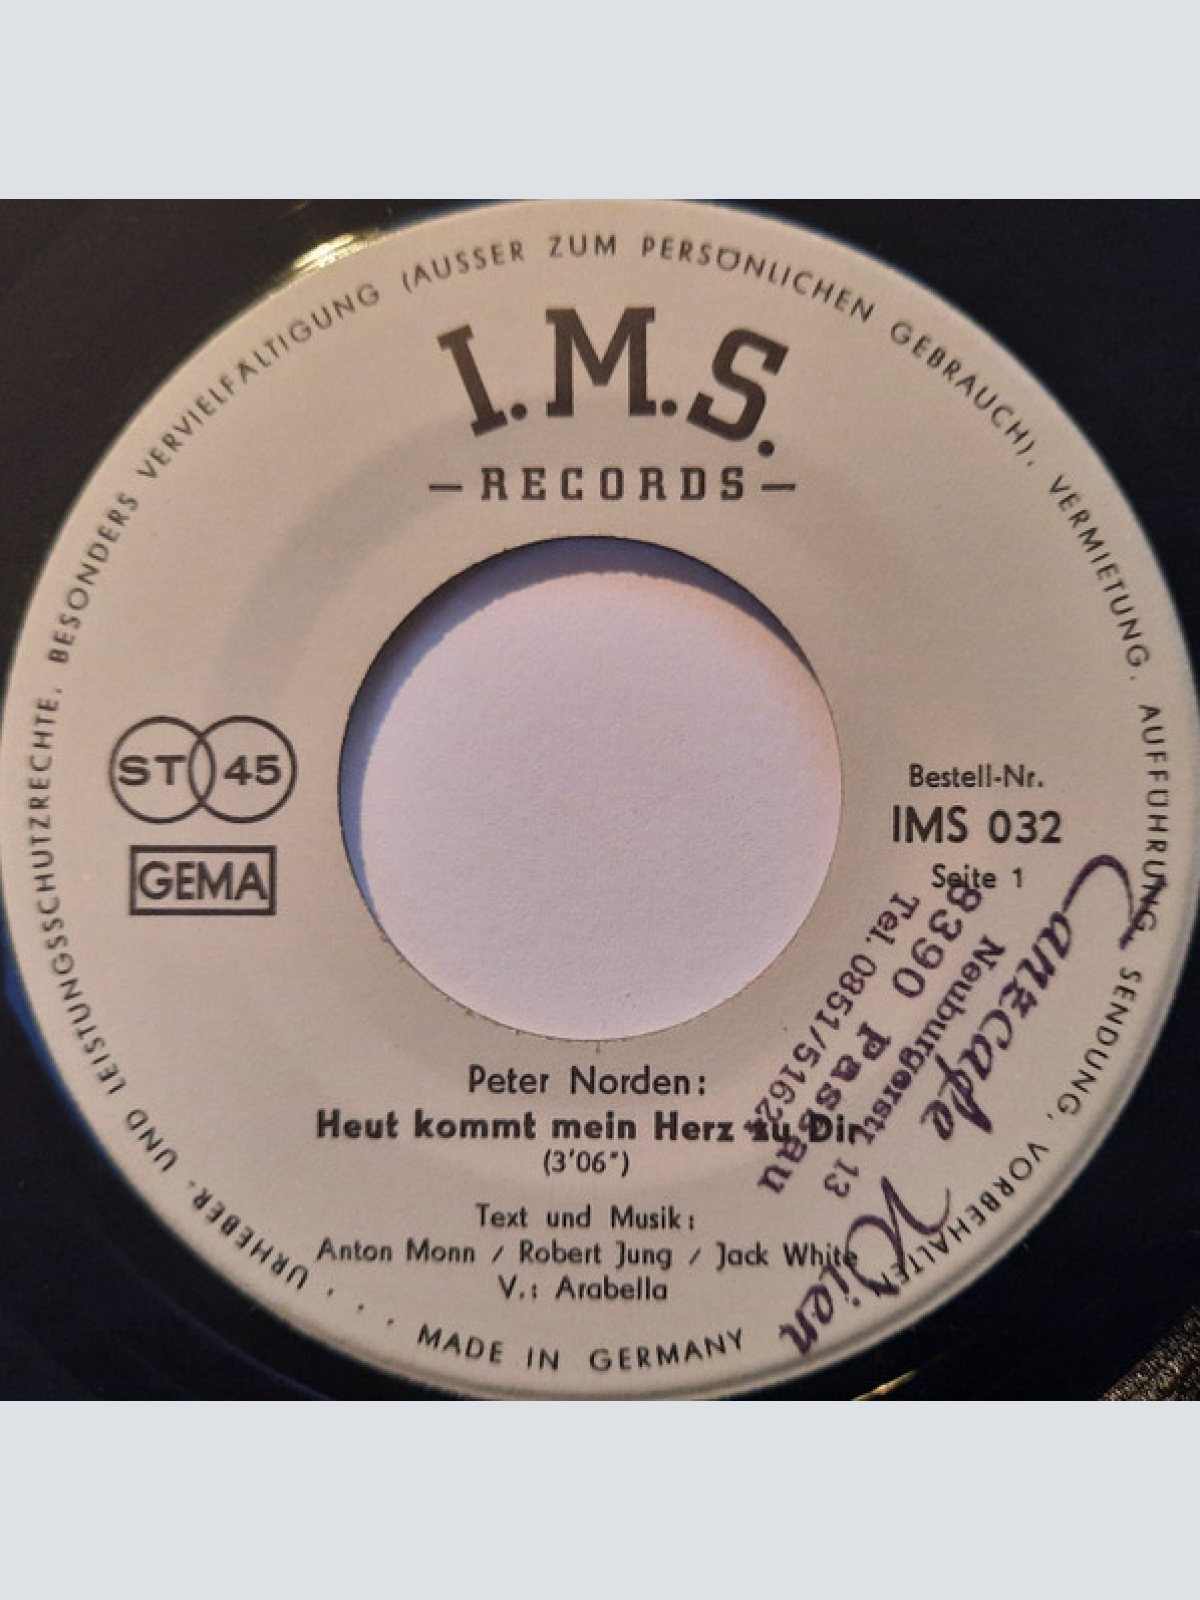 URHEBER- UND LEISTUNGSSCHUTZRECHTE, BESONDERS VERVIELFÄLTIGUNG (AUSSER ZUM PERSÖNLICHEN GEBRAUCH), VERMIETUNG, AUFFÜHRUNG, SENDUNG, VORBEHALTEN
I.M.S.
— RECORDS —
ST 45
GEMA
Bestell-Nr.
IMS 032
Seite 1
Tanzcafe Wien
Neuburgerstr. 13
8390 Passau
Tel. 0851/5162
Peter Norden:
Heut kommt mein Herz zu Dir
(3'06")
Text und Musik:
Anton Monn / Robert Jung / Jack White
V.: Arabella
MADE IN GERMANY